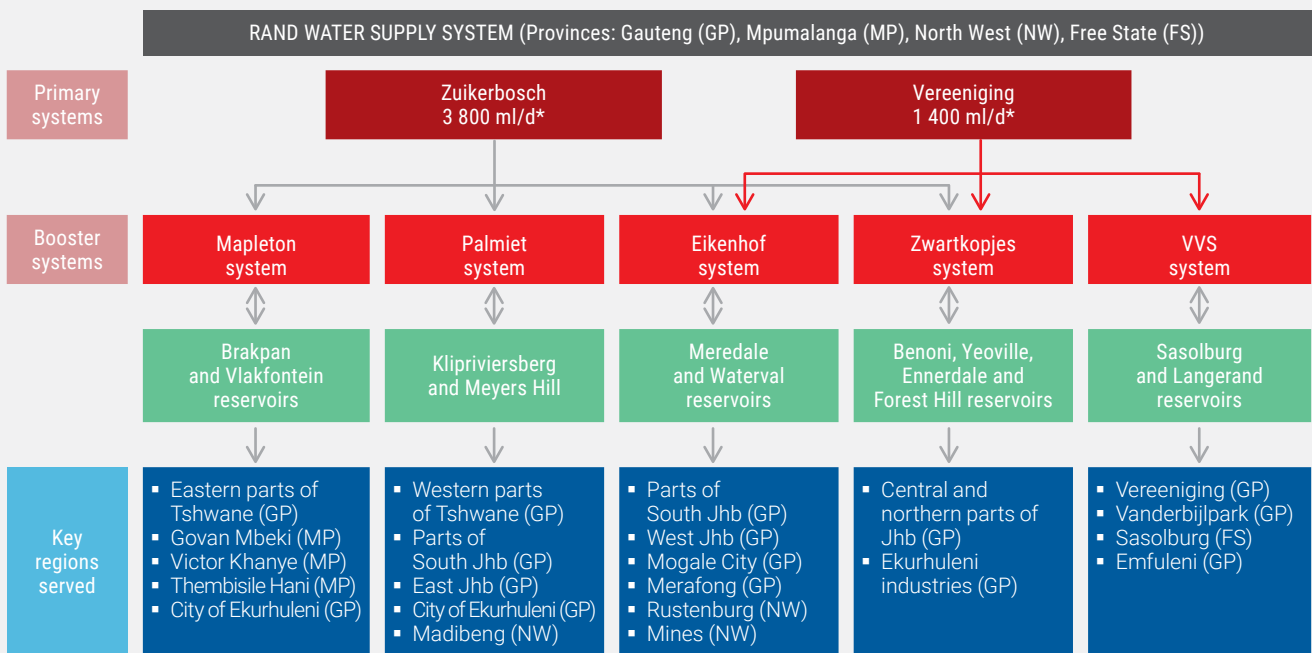 RAND WATER SUPPLY SYSTEM (Provinces: Gauteng (GP), Mpumalanga (MP), North West (NW), Free State (FS))
Primary
systems
Zuikerbosch
3 800 ml/d*
Vereeniging
1 400 ml/d*
Booster
systems
Mapleton
system
Palmiet
system
Eikenhof
system
Zwartkopjes
system
VVS
system
Brakpan
and Vlakfontein
reservoirs
Klipriviersberg
and Meyers Hill
Meredale
and Waterval
reservoirs
Benoni, Yeoville,
Ennerdale and
Forest Hill reservoirs
Sasolburg
and Langerand
reservoirs
Key
regions
served
▪ Eastern parts of
Tshwane (GP)
▪ Govan Mbeki (MP)
▪ Victor Khanye (MP)
▪ Thembisile Hani (MP)
▪ City of Ekurhuleni (GP)
▪ Western parts
of Tshwane (GP)
▪ Parts of
South Jhb (GP)
▪ East Jhb (GP)
▪ City of Ekurhuleni (GP)
▪ Madibeng (NW)
▪ Parts of
South Jhb (GP)
▪ West Jhb (GP)
▪ Mogale City (GP)
▪ Merafong (GP)
▪ Rustenburg (NW)
▪ Mines (NW)
▪ Central and
northern parts of
Jhb (GP)
▪ Ekurhuleni
industries (GP)
▪ Vereeniging (GP)
▪ Vanderbijlpark (GP)
▪ Sasolburg (FS)
▪ Emfuleni (GP)